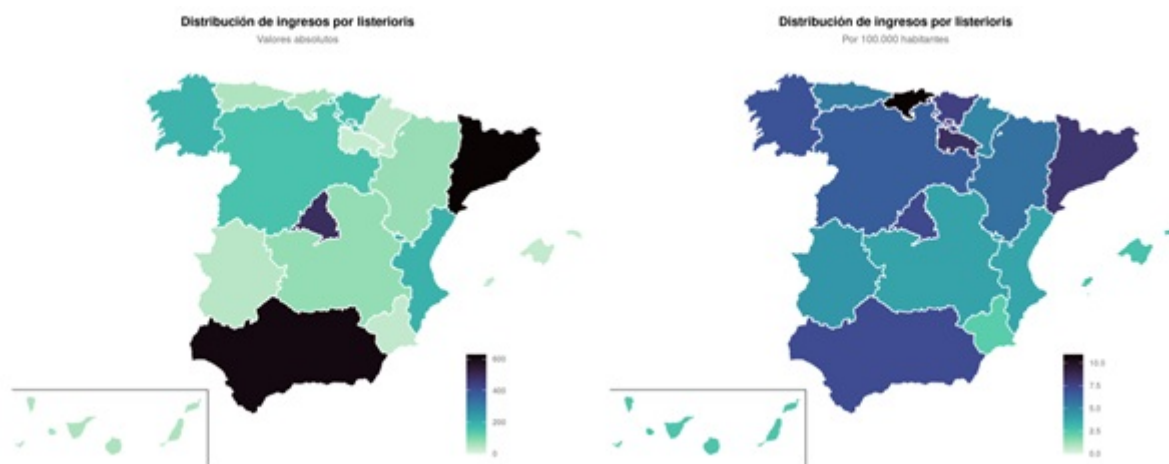 Distribución de ingresos por listerioris
Valores absolutos
600
400
200
0
Distribución de ingresos por listerioris
Por 100.000 habitantes
10.0
7.5
5.0
2.5
0.0